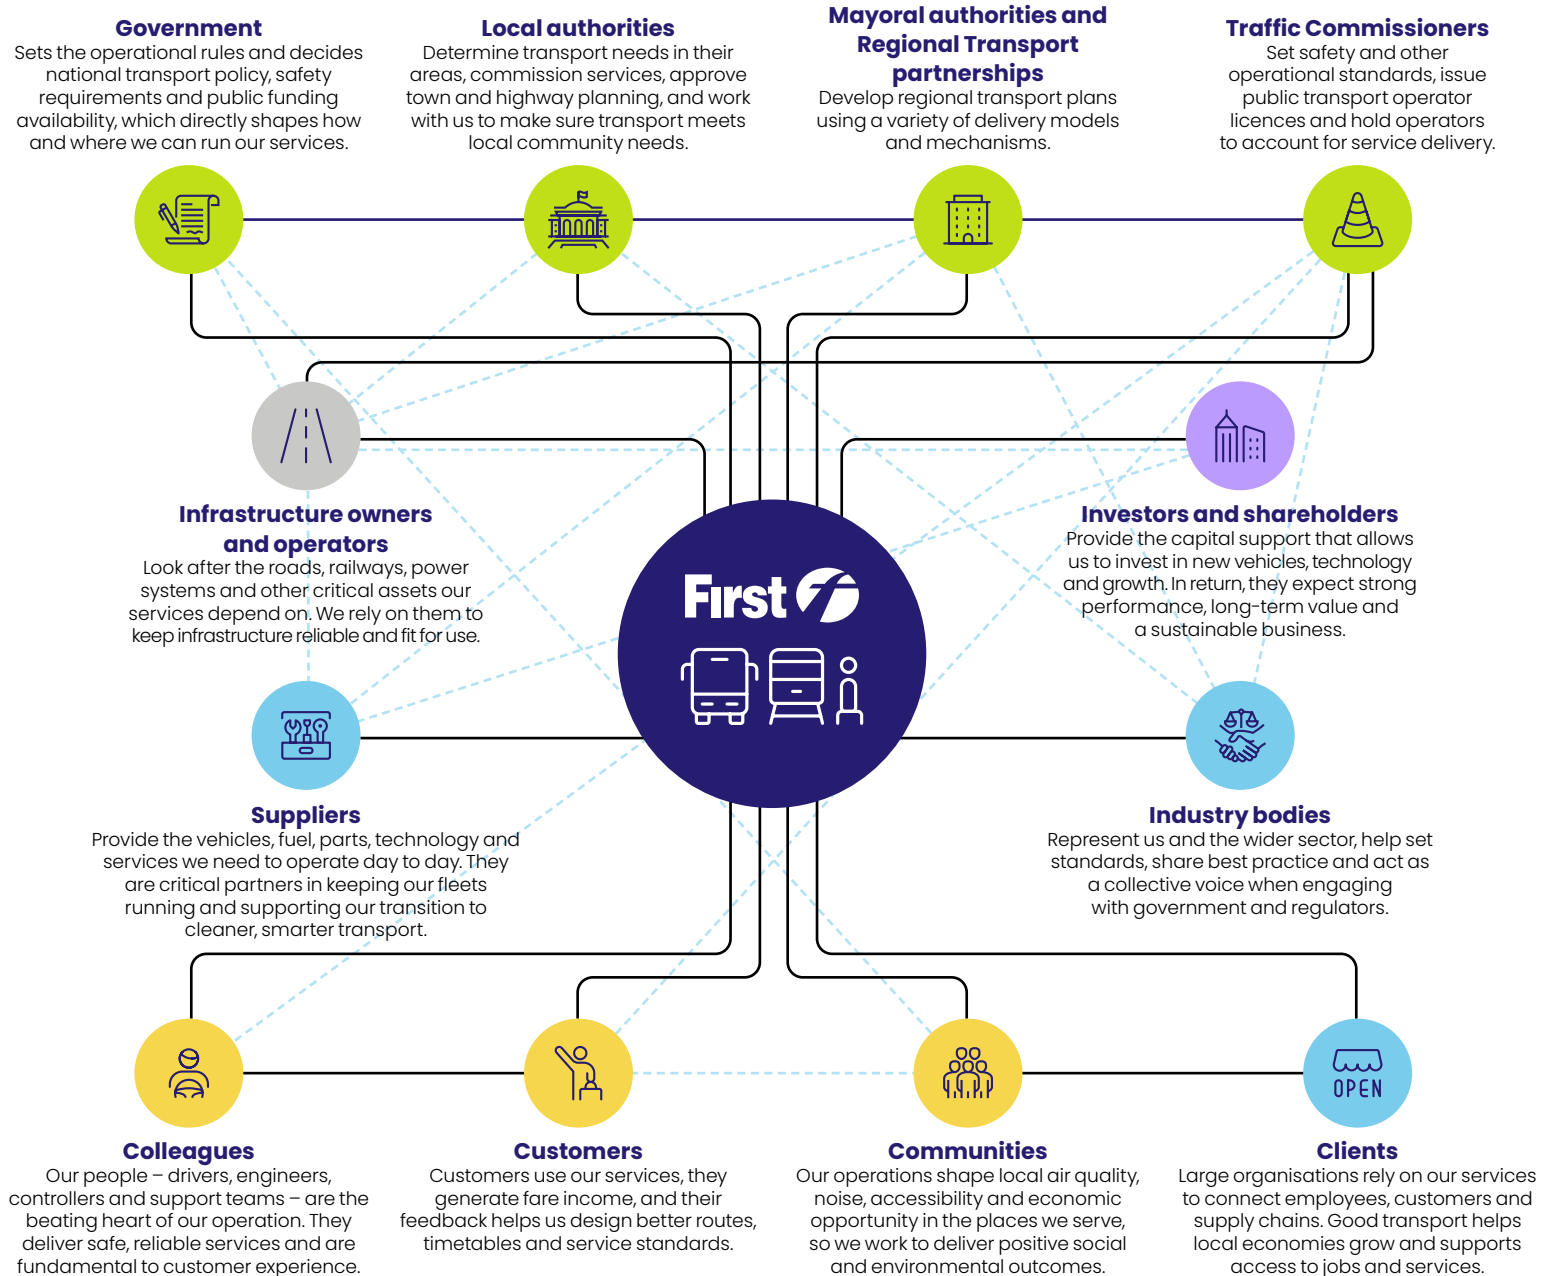 Government
Sets the operational rules and decides
national transport policy, safety
requirements and public funding
availability, which directly shapes how
and where we can run our services.
Local authorities
Determine transport needs in their
areas, commission services, approve
town and highway planning, and work
with us to make sure transport meets
local community needs.
Mayoral authorities and
Regional Transport
partnerships
Develop regional transport plans
using a variety of delivery models
and mechanisms.
Traffic Commissioners
Set safety and other
operational standards, issue
public transport operator
licences and hold operators
to account for service delivery.
Infrastructure owners
and operators
Look after the roads, railways, power
systems and other critical assets our
services depend on. We rely on them to
keep infrastructure reliable and fit for use.
First
Investors and shareholders
Provide the capital support that allows
us to invest in new vehicles, technology
and growth. In return, they expect strong
performance, long-term value and
a sustainable business.
Suppliers
Provide the vehicles, fuel, parts, technology and
services we need to operate day to day. They
are critical partners in keeping our fleets
running and supporting our transition to
cleaner, smarter transport.
Industry bodies
Represent us and the wider sector, help set
standards, share best practice and act as
a collective voice when engaging
with government and regulators.
Colleagues
Our people – drivers, engineers,
controllers and support teams – are the
beating heart of our operation. They
deliver safe, reliable services and are
fundamental to customer experience.
Customers
Customers use our services, they
generate fare income, and their
feedback helps us design better routes,
timetables and service standards.
Communities
Our operations shape local air quality,
noise, accessibility and economic
opportunity in the places we serve,
so we work to deliver positive social
and environmental outcomes.
OPEN
Clients
Large organisations rely on our services
to connect employees, customers and
supply chains. Good transport helps
local economies grow and supports
access to jobs and services.